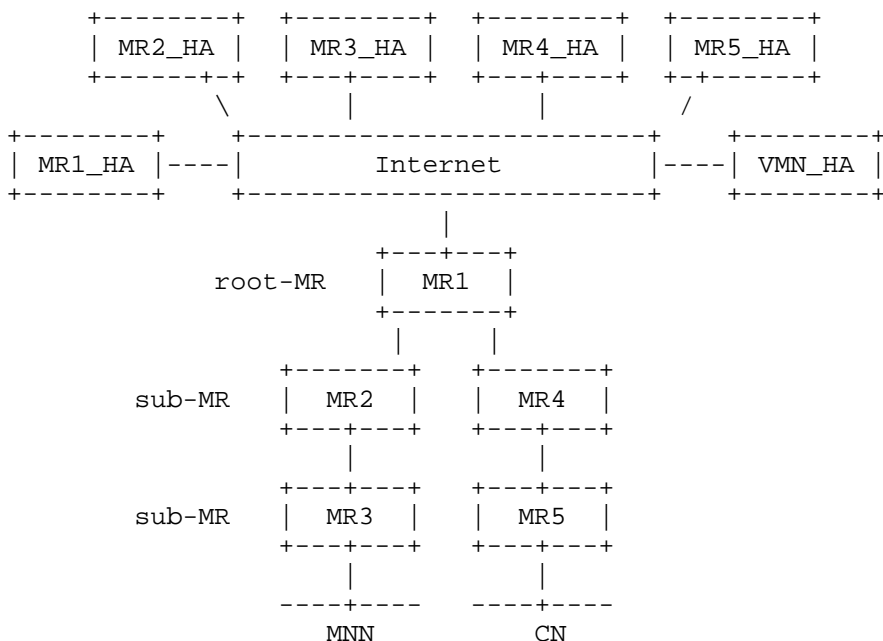 MR2_HA MR3_HA MR4_HA MR5_HA
MR1_HA Internet VMN_HA
root-MR MR1
sub-MR MR2 MR4
sub-MR MR3 MR5
MNN CN